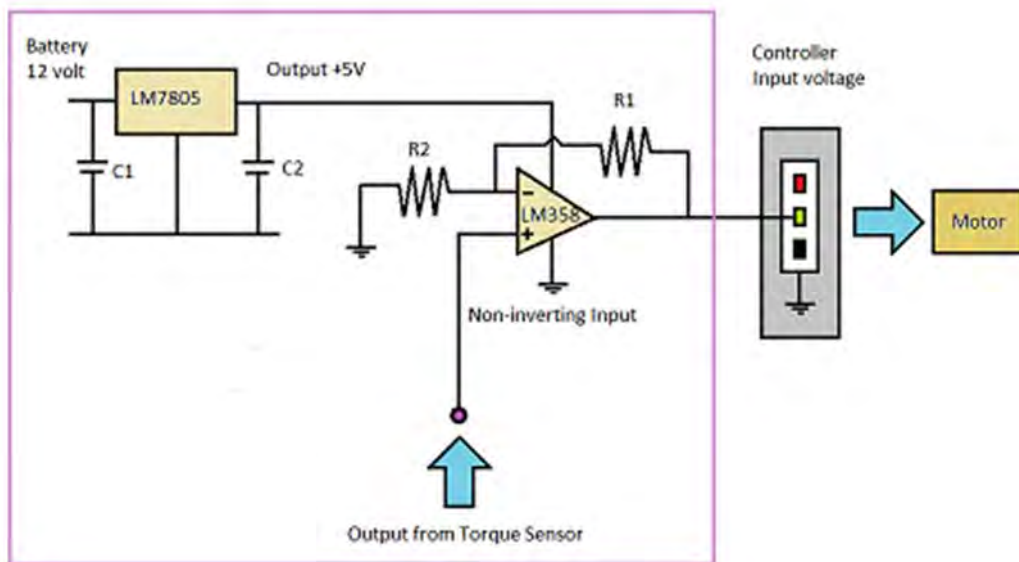 Battery
12 volt
LM7805
Output +5V
C1
C2
R2
R1
-
LM358
+
Non-inverting Input
Output from Torque Sensor
Controller
Input voltage
Motor